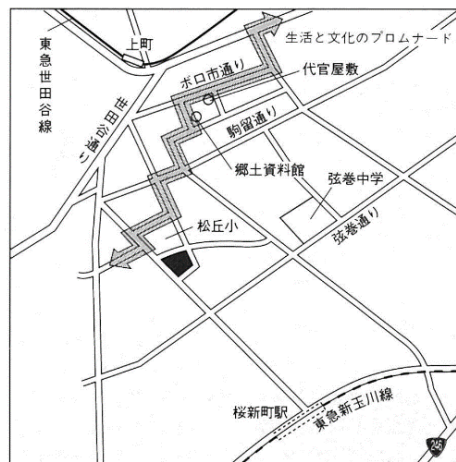 上町
生活と文化のプロムナード
東急世田谷線
ボロ市通り
代官屋敷
世田谷通り
駒留通り
郷土資料館
弦巻中学
弦巻通り
松丘小
桜新町駅
東急新玉川線
246